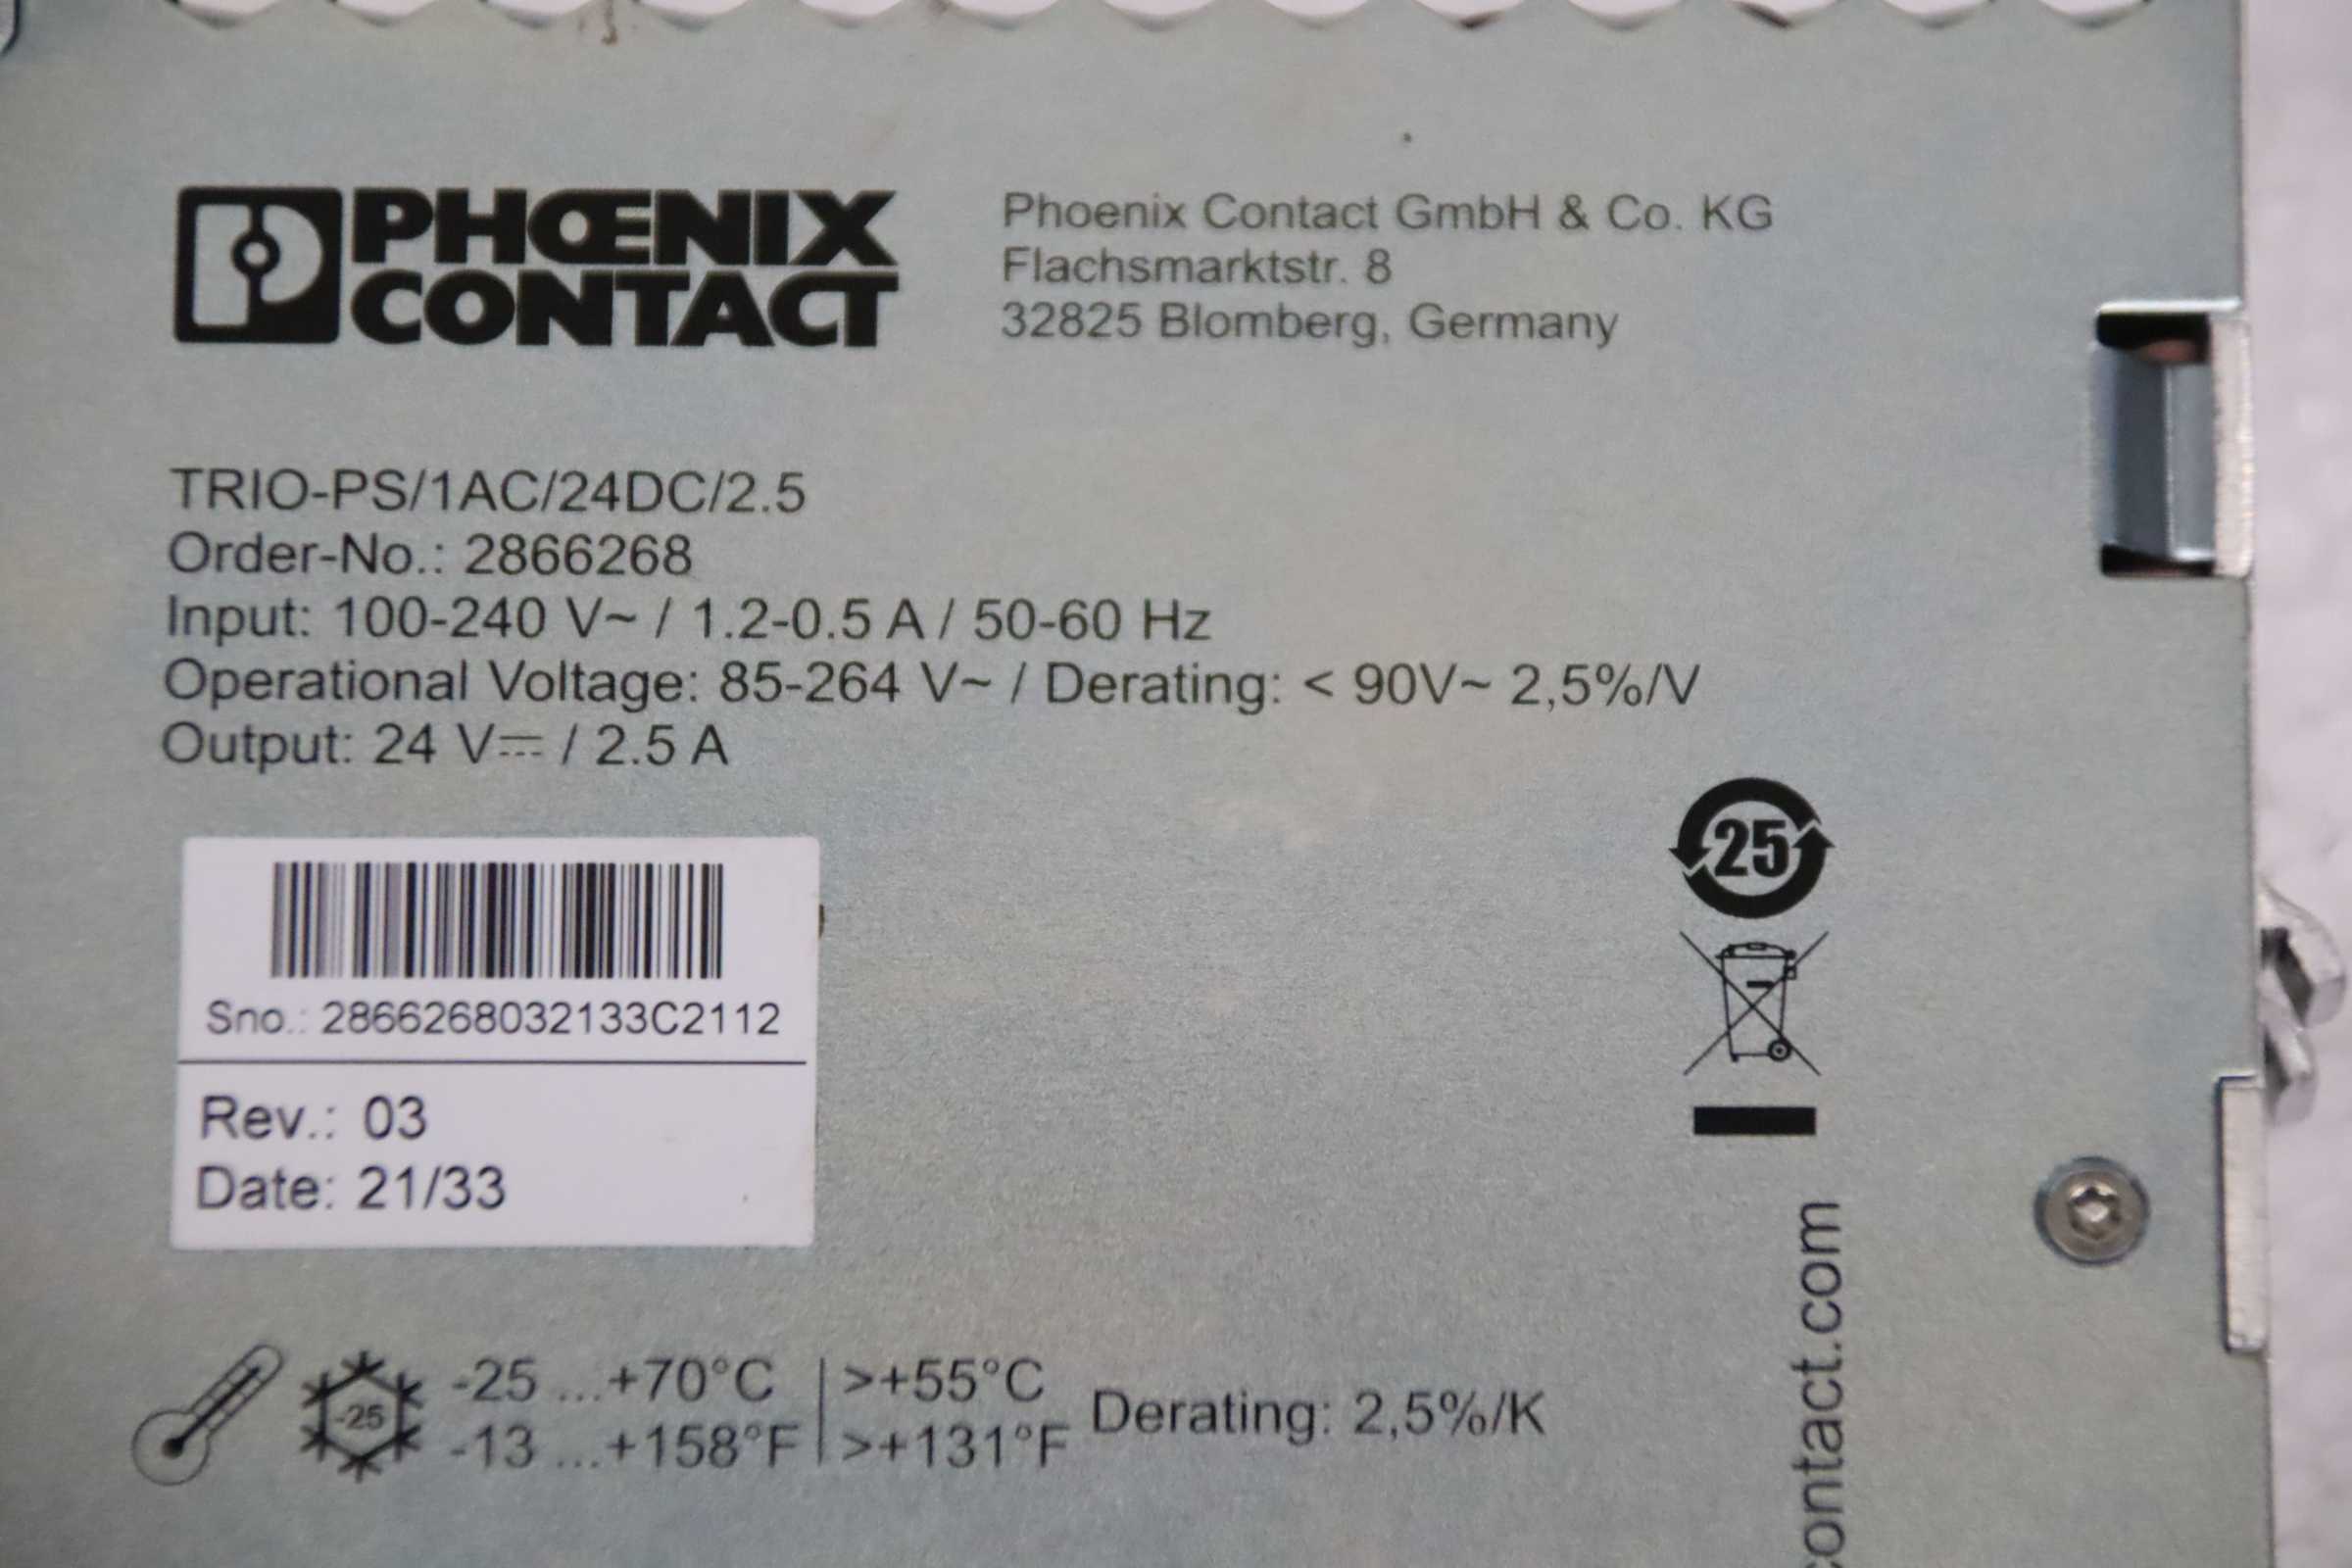 PHŒNIX
CONTACT
Phoenix Contact GmbH & Co. KG
Flachsmarktstr. 8
32825 Blomberg, Germany
TRIO-PS/1AC/24DC/2.5
Order-No.: 2866268
Input: 100-240 V~ / 1.2-0.5 A / 50-60 Hz
Operational Voltage: 85-264 V~ / Derating: < 90V~ 2,5%/V
Output: 24 V⎓ / 2.5 A
25
Sno.: 2866268032133C2112
Rev.: 03
Date: 21/33
-25
-25 ...+70°C | >+55°C
-13 ...+158°F | >+131°F
Derating: 2,5%/K
contact.com